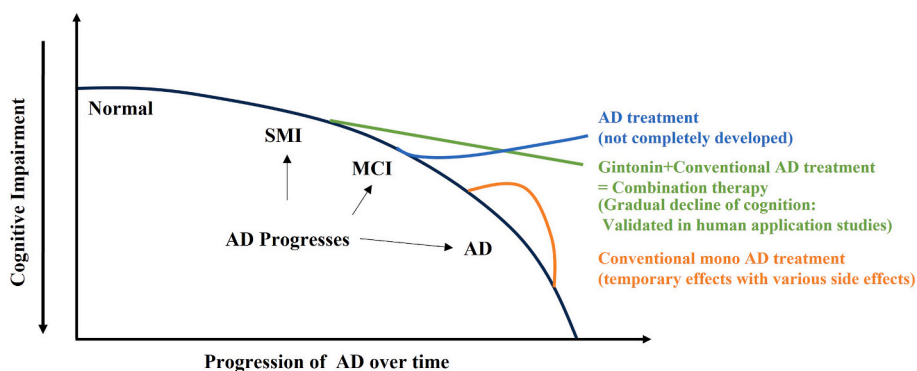 Cognitive Impairment
Normal
SMI
MCI
AD Progresses
AD
AD treatment
(not completely developed)
Gintonin+Conventional AD treatment
= Combination therapy
(Gradual decline of cognition:
Validated in human application studies)
Conventional mono AD treatment
(temporary effects with various side effects)
Progression of AD over time